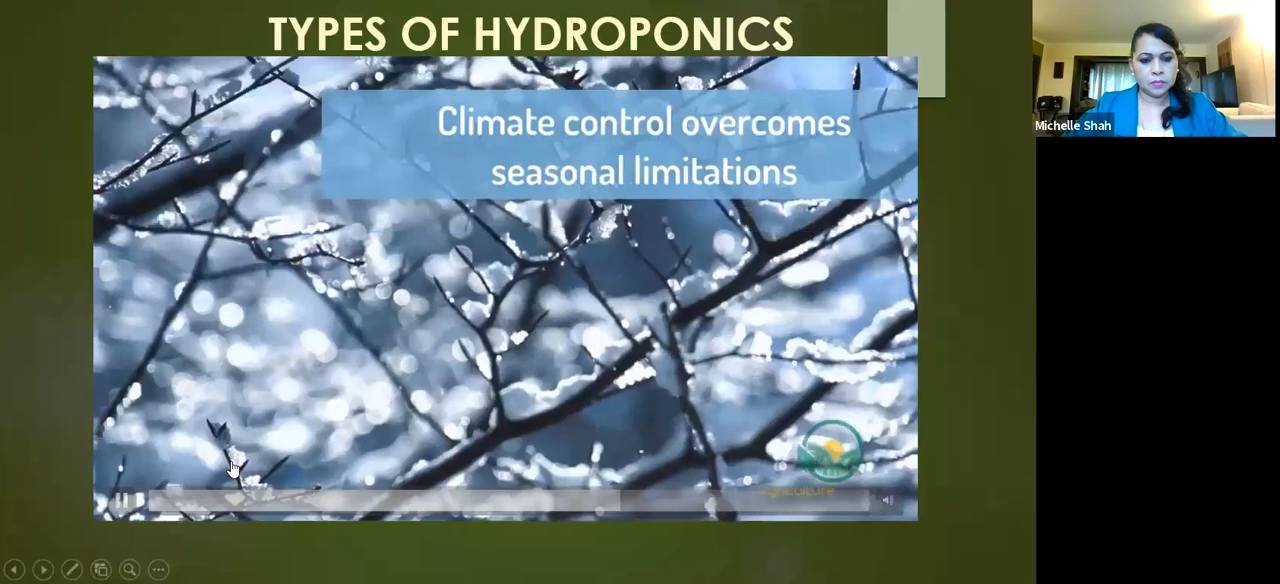 TYPES OF HYDROPONICS
Climate control overcomes
seasonal limitations
Michelle Shah